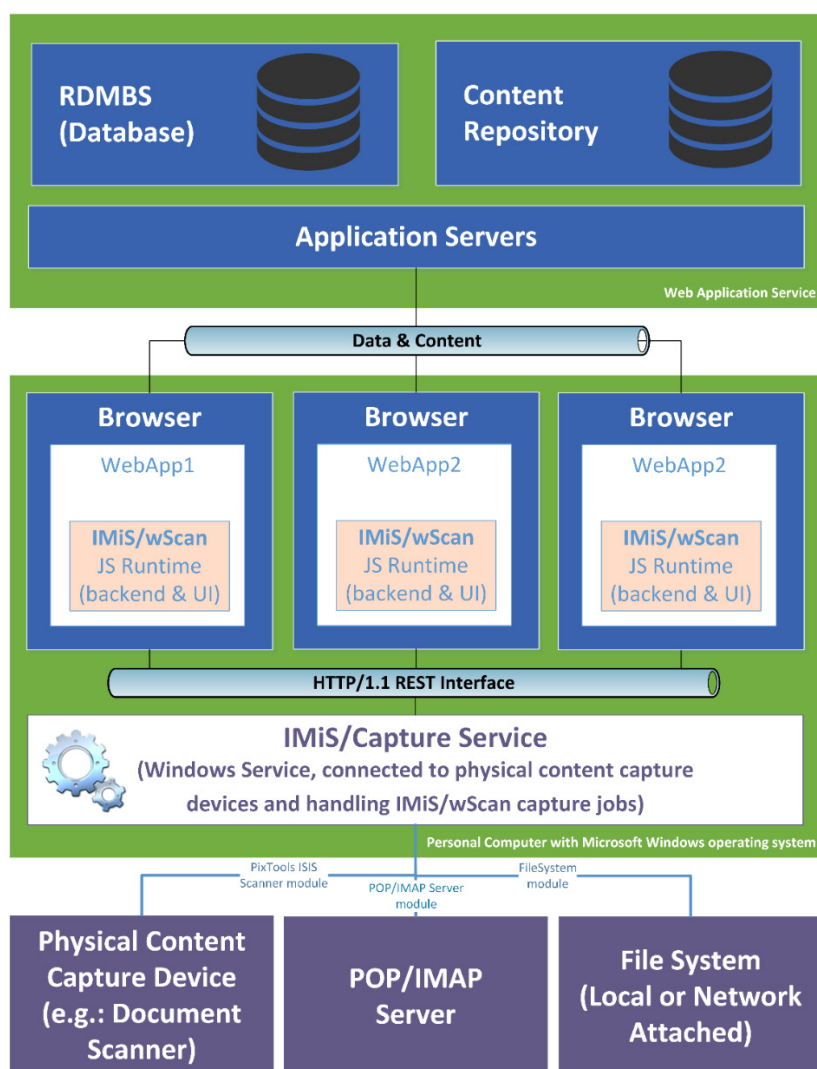 RDMBS
(Database)
Content
Repository
Application Servers
Web Application Service
Data & Content
Browser
WebApp1
IMiS/wScan
JS Runtime
(backend & UI)
Browser
WebApp2
IMiS/wScan
JS Runtime
(backend & UI)
Browser
WebApp2
IMiS/wScan
JS Runtime
(backend & UI)
HTTP/1.1 REST Interface
IMiS/Capture Service
(Windows Service, connected to physical content capture
devices and handling IMiS/wScan capture jobs)
Personal Computer with Microsoft Windows operating system
PixTools ISIS
Scanner module
POP/IMAP Server
module
FileSystem
module
Physical Content
Capture Device
(e.g.: Document
Scanner)
POP/IMAP
Server
File System
(Local or Network
Attached)